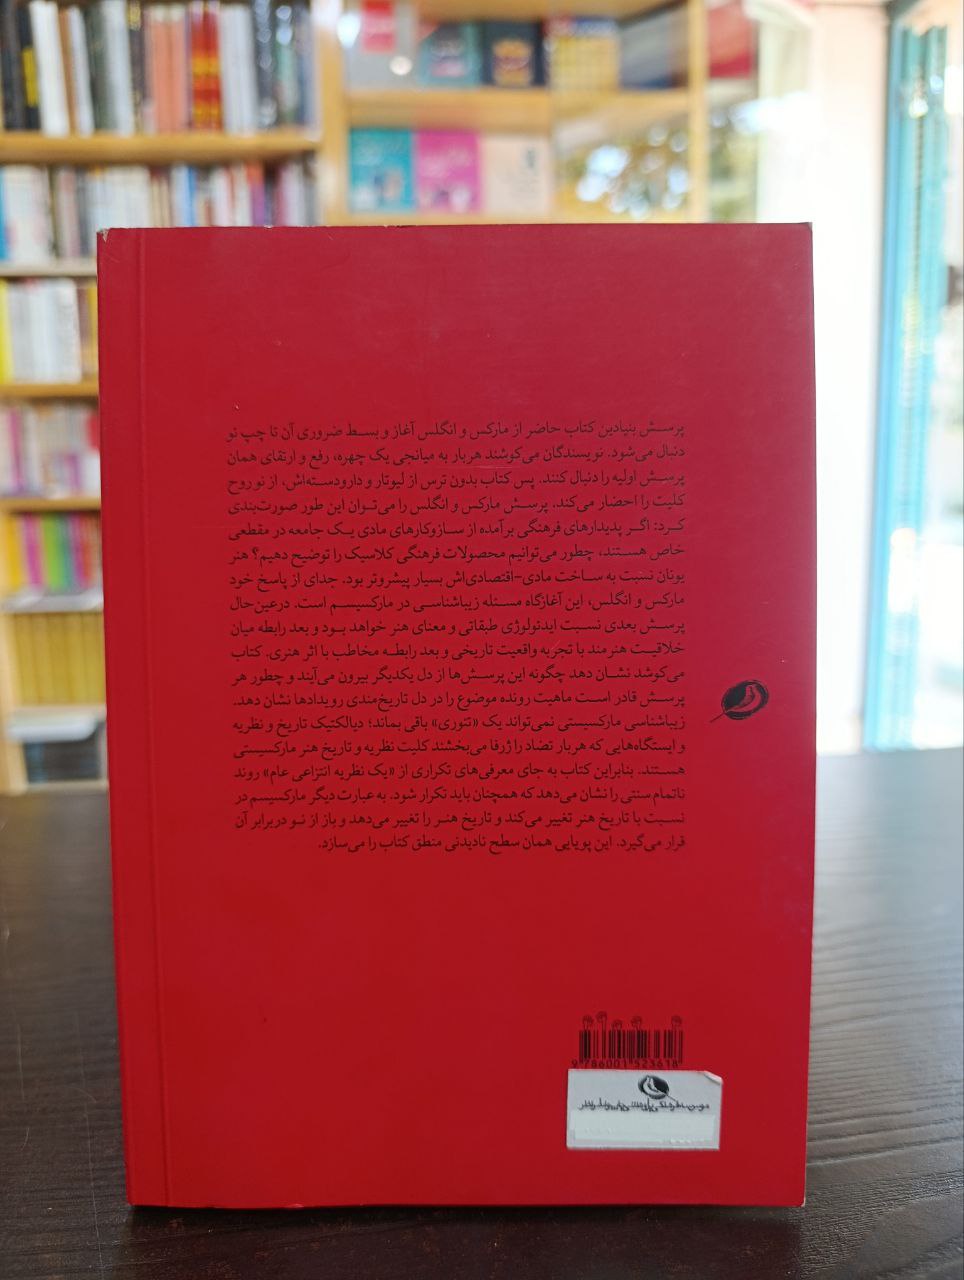 پرسش بنیادین کتاب حاضر از مارکس و انگلس آغاز و بسط ضروری آن تا چپ نو
دنبال می‌شود. نویسندگان می‌کوشند هربار به میانجی یک چهره، رفع و ارتقای همان
پرسش اولیه را دنبال کنند. پس کتاب بدون ترس از لیوتار و دارودسته‌اش، از نو روح
کلیت را احضار می‌کند. پرسش مارکس و انگلس را می‌توان این طور صورت‌بندی
کرد: اگر پدیدارهای فرهنگی برآمده از سازوکارهای مادی یک جامعه در مقطعی
خاص هستند، چطور می‌توانیم محصولات فرهنگی کلاسیک را توضیح دهیم؟ هنر
یونان نسبت به ساخت مادی-اقتصادی‌اش بسیار پیشروتر بود. جدای از پاسخ خود
مارکس و انگلس، این آغازگاه مسئله زیباشناسی در مارکسیسم است. درعین‌حال
پرسش بعدی نسبت ایدئولوژی طبقاتی و معنای هنر خواهد بود و بعد رابطه میان
خلاقیت هنرمند با تجربه واقعیت تاریخی و بعد رابطه مخاطب با اثر هنری. کتاب
می‌کوشد نشان دهد چگونه این پرسش‌ها از دل یکدیگر بیرون می‌آیند و چطور هر
پرسش قادر است ماهیت رونده موضوع را در دل تاریخ‌مندی رویدادها نشان دهد.
زیباشناسی مارکسیستی نمی‌تواند یک «تئوری» باقی بماند؛ دیالکتیک تاریخ و نظریه
و ایستگاه‌هایی که هربار تضاد را ژرفا می‌بخشند کلیت نظریه و تاریخ هنر مارکسیستی
هستند. بنابراین کتاب به جای معرفی‌های تکراری از «یک نظریه انتزاعی عام» روند
ناتمام سنتی را نشان می‌دهد که همچنان باید تکرار شود. به عبارت دیگر مارکسیسم در
نسبت با تاریخ هنر تغییر می‌کند و تاریخ هنر را تغییر می‌دهد و باز از نو دربرابر آن
قرار می‌گیرد. این پویایی همان سطح نادیدنی منطق کتاب را می‌سازد.
9 786001 523618